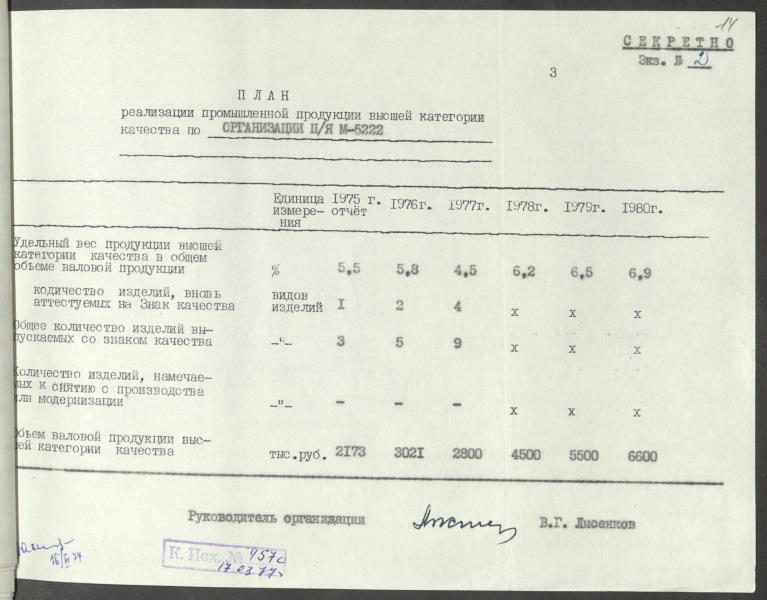 14
СЕКРЕТНО
Экз. № 2
3
ПЛАН
реализации промышленной продукции высшей категории
качества по ОРГАНИЗАЦИИ П/Я М-5222
Единица 1975 г. 1976г. 1977г. 1978г. 1979г. 1980г.
измере- отчёт
ния
Удельный вес продукции высшей
категории качества в общем
объеме валовой продукции % 5,5 5,8 4,5 6,2 6,5 6,9
количество изделий, вновь видов
аттестуемых на Знак качества изделий 1 2 4 х х х
Общее количество изделий вы-
пускаемых со знаком качества -"- 3 5 9 х х х
Количество изделий, намечае-
мых к снятию с производства
или модернизации -"- - - - х х х
Объем валовой продукции выс-
шей категории качества тыс.руб. 2173 3021 2800 4500 5500 6600
Руководитель организации В.Г. Лысенков
К. Исх. № 957с
17.03.77г